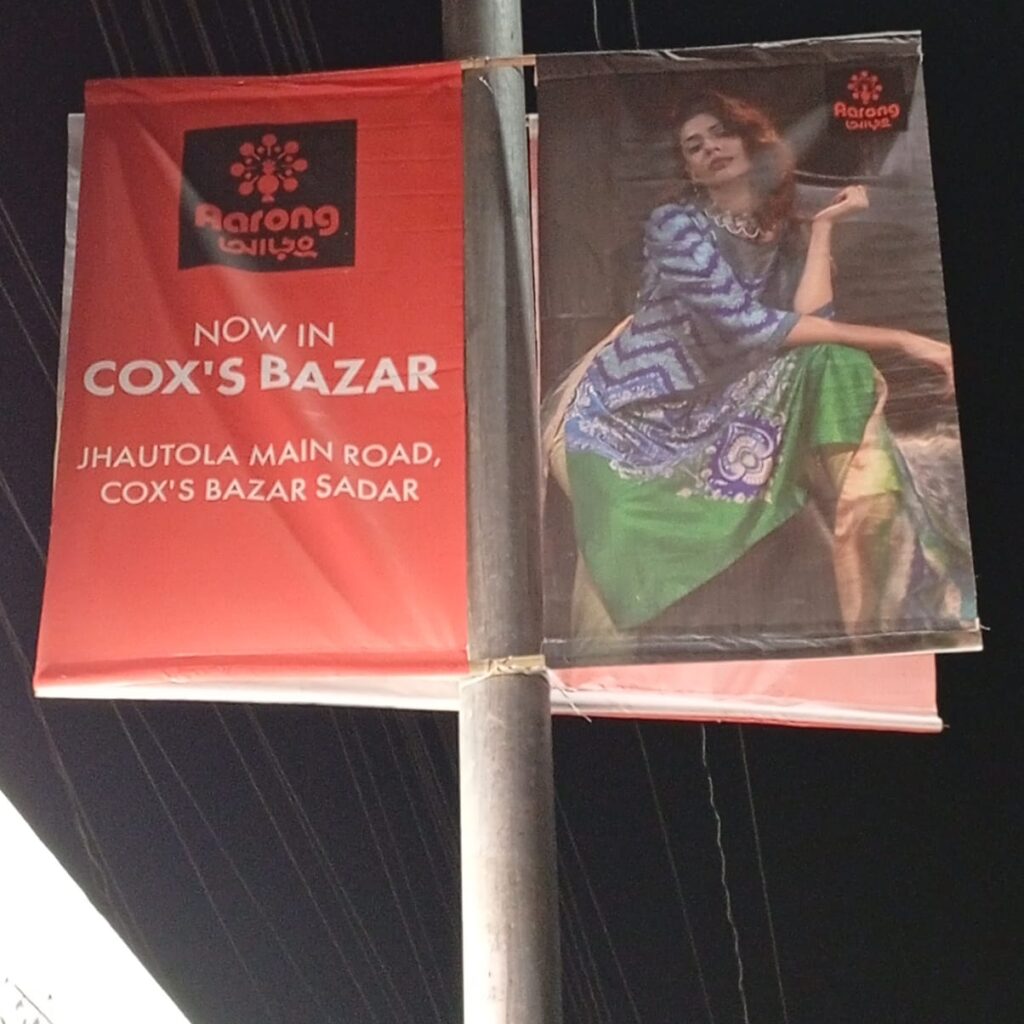 Aarong
আড়ং
NOW IN
COX'S BAZAR
JHAUTOLA MAIN ROAD,
COX'S BAZAR SADAR
Aarong
আড়ং